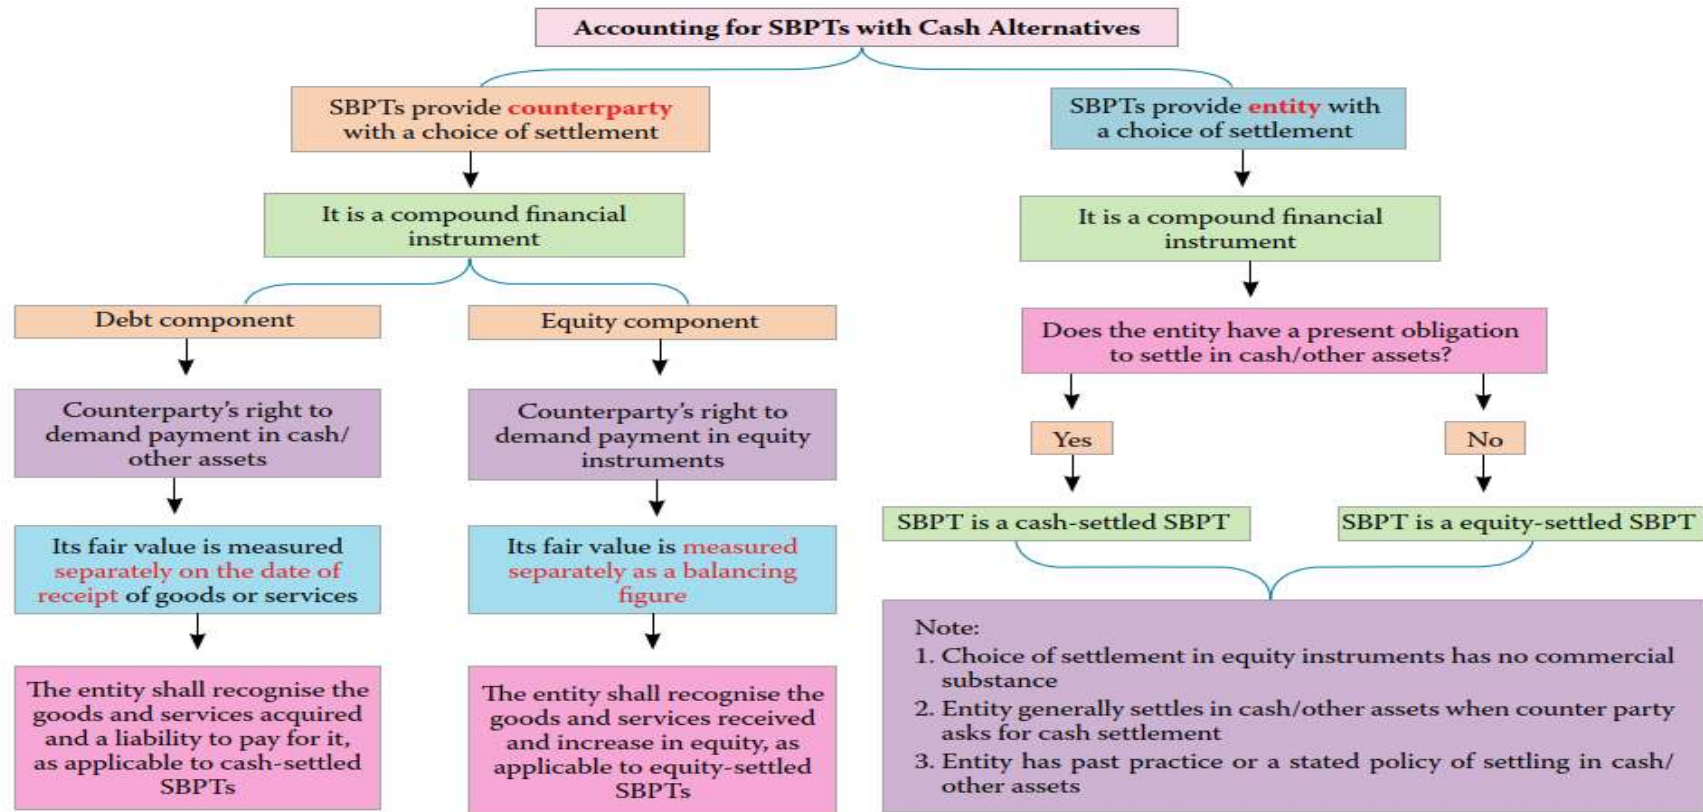 Accounting for SBPTs with Cash Alternatives
SBPTs provide counterparty
with a choice of settlement
It is a compound financial
instrument
Debt component
Counterparty's right to
demand payment in cash/
other assets
Its fair value is measured
separately on the date of
receipt of goods or services
The entity shall recognise the
goods and services acquired
and a liability to pay for it,
as applicable to cash-settled
SBPTs
Equity component
Counterparty's right to
demand payment in equity
instruments
Its fair value is measured
separately as a balancing
figure
The entity shall recognise the
goods and services received
and increase in equity, as
applicable to equity-settled
SBPTs
SBPTs provide entity with
a choice of settlement
It is a compound financial
instrument
Does the entity have a present obligation
to settle in cash/other assets?
Yes
No
SBPT is a cash-settled SBPT
SBPT is a equity-settled SBPT
Note:
1. Choice of settlement in equity instruments has no commercial
substance
2. Entity generally settles in cash/other assets when counter party
asks for cash settlement
3. Entity has past practice or a stated policy of settling in cash/
other assets